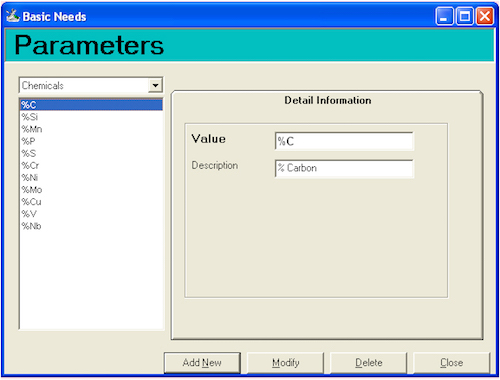 Basic Needs
Parameters
Chemicals
%C
%Si
%Mn
%P
%S
%Cr
%Ni
%Mo
%Cu
%V
%Nb
Detail Information
Value %C
Description % Carbon
Add New Modify Delete Close